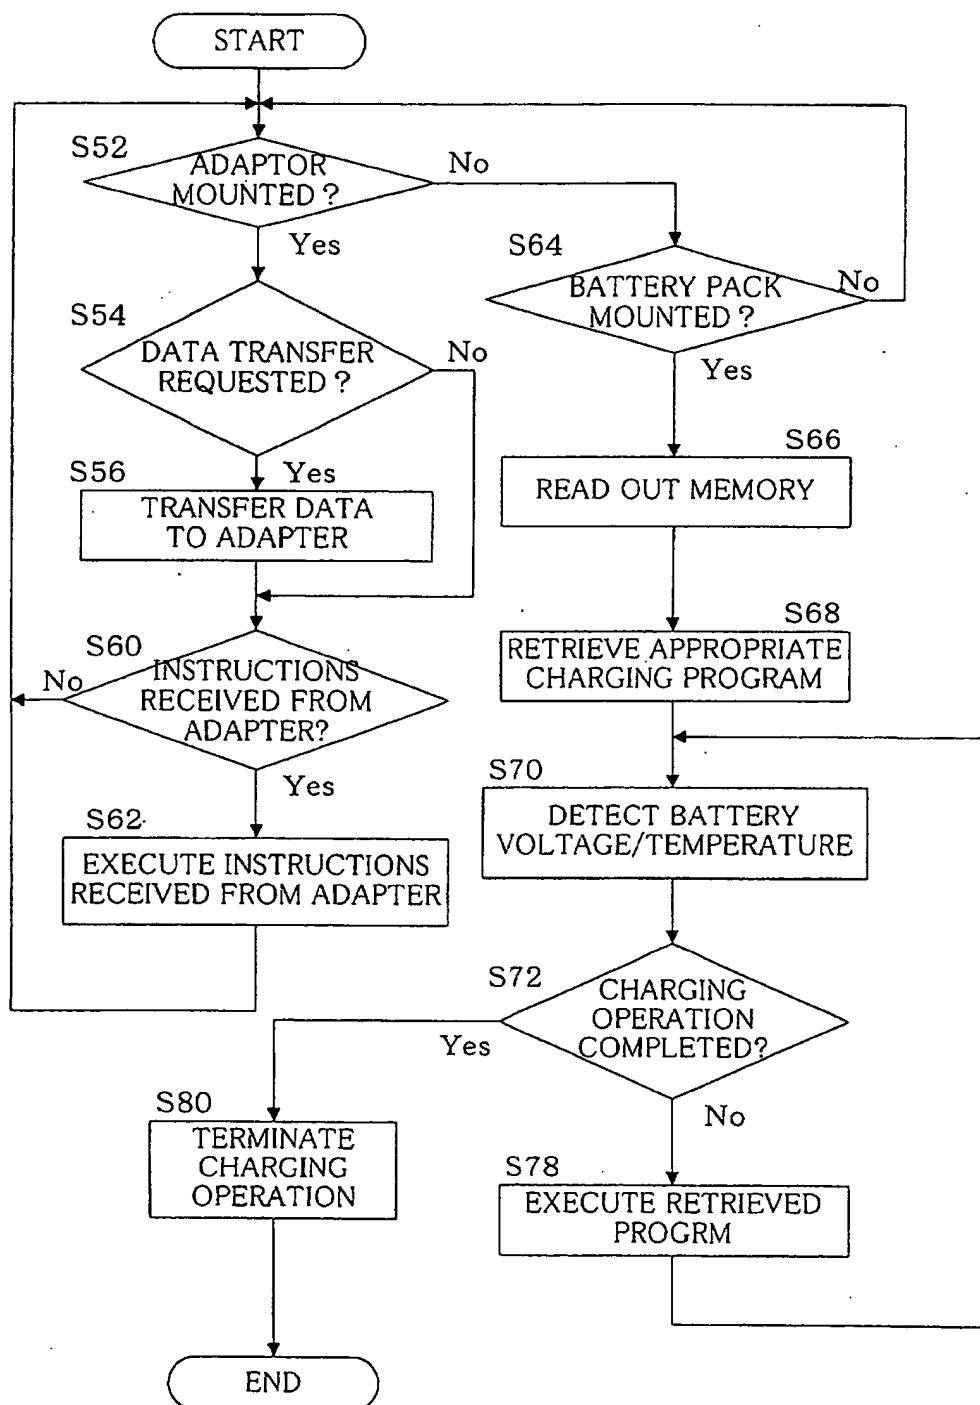 START
S52
ADAPTOR
MOUNTED ?
No
Yes
S54
DATA TRANSFER
REQUESTED ?
No
Yes
S56
TRANSFER DATA
TO ADAPTER
S60
INSTRUCTIONS
RECEIVED FROM
ADAPTER?
No
Yes
S62
EXECUTE INSTRUCTIONS
RECEIVED FROM ADAPTER
S64
BATTERY PACK
MOUNTED ?
No
Yes
S66
READ OUT MEMORY
S68
RETRIEVE APPROPRIATE
CHARGING PROGRAM
S70
DETECT BATTERY
VOLTAGE/TEMPERATURE
S72
CHARGING
OPERATION
COMPLETED?
Yes
No
S78
EXECUTE RETRIEVED
PROGRM
S80
TERMINATE
CHARGING
OPERATION
END